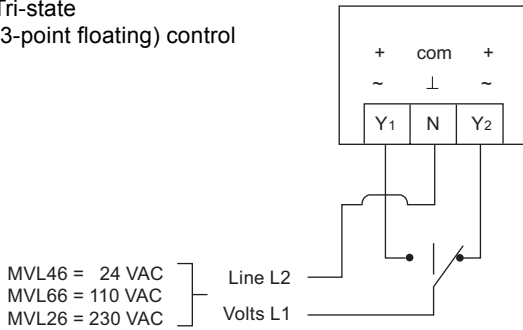 Tri-state
(3-point floating) control
+ com +
~ ⊥ ~
Y1 N Y2
MVL46 = 24 VAC
MVL66 = 110 VAC
MVL26 = 230 VAC
Line L2
Volts L1